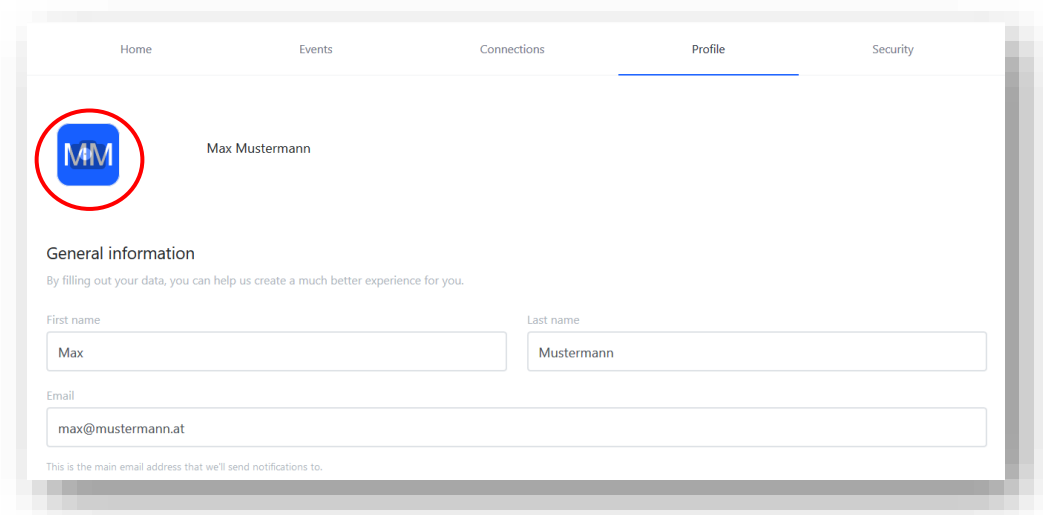 Home Events Connections Profile Security
MM
Max Mustermann
General information
By filling out your data, you can help us create a much better experience for you.
First name Last name
Max Mustermann
Email
max@mustermann.at
This is the main email address that we'll send notifications to.